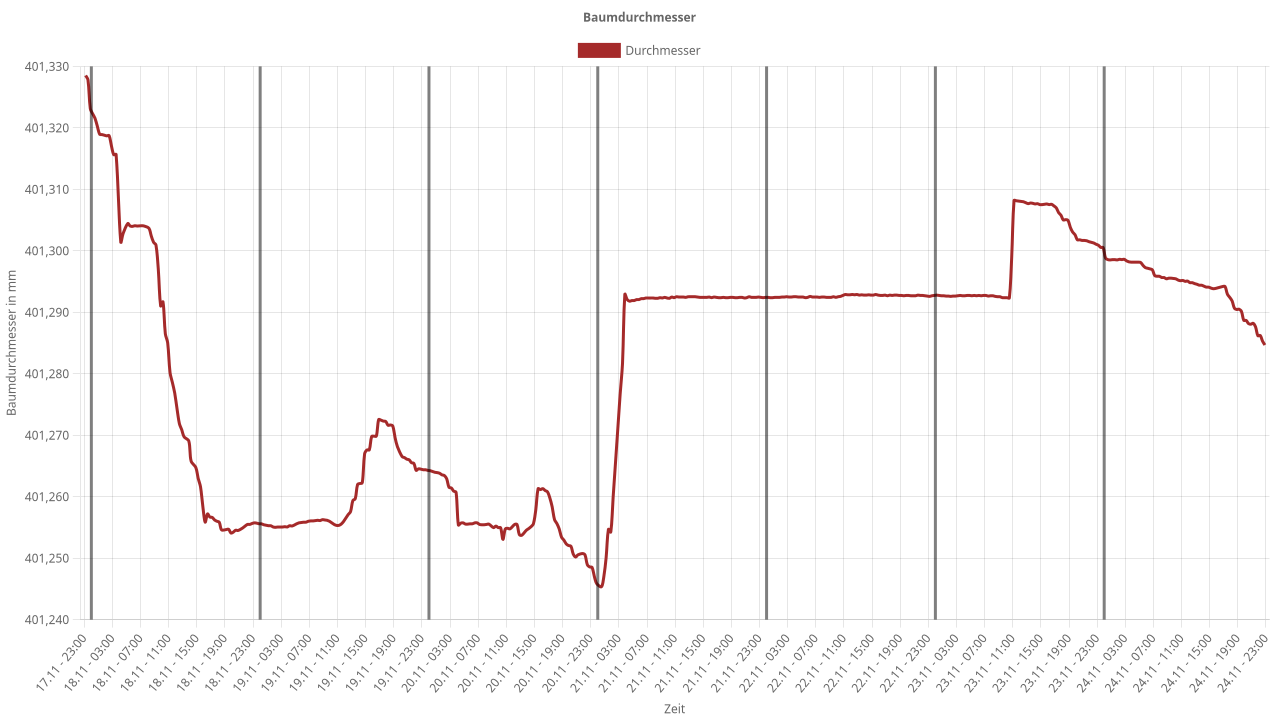 Baumdurchmesser
Durchmesser
401,330
401,320
401,310
401,300
401,290
401,280
401,270
401,260
401,250
401,240
Baumdurchmesser in mm
17.11 - 23:00
18.11 - 03:00
18.11 - 07:00
18.11 - 11:00
18.11 - 15:00
18.11 - 19:00
18.11 - 23:00
19.11 - 03:00
19.11 - 07:00
19.11 - 11:00
19.11 - 15:00
19.11 - 19:00
19.11 - 23:00
20.11 - 03:00
20.11 - 07:00
20.11 - 11:00
20.11 - 15:00
20.11 - 19:00
20.11 - 23:00
21.11 - 03:00
21.11 - 07:00
21.11 - 11:00
21.11 - 15:00
21.11 - 19:00
21.11 - 23:00
22.11 - 03:00
22.11 - 07:00
22.11 - 11:00
22.11 - 15:00
22.11 - 19:00
22.11 - 23:00
23.11 - 03:00
23.11 - 07:00
23.11 - 11:00
23.11 - 15:00
23.11 - 19:00
23.11 - 23:00
24.11 - 03:00
24.11 - 07:00
24.11 - 11:00
24.11 - 15:00
24.11 - 19:00
24.11 - 23:00
Zeit